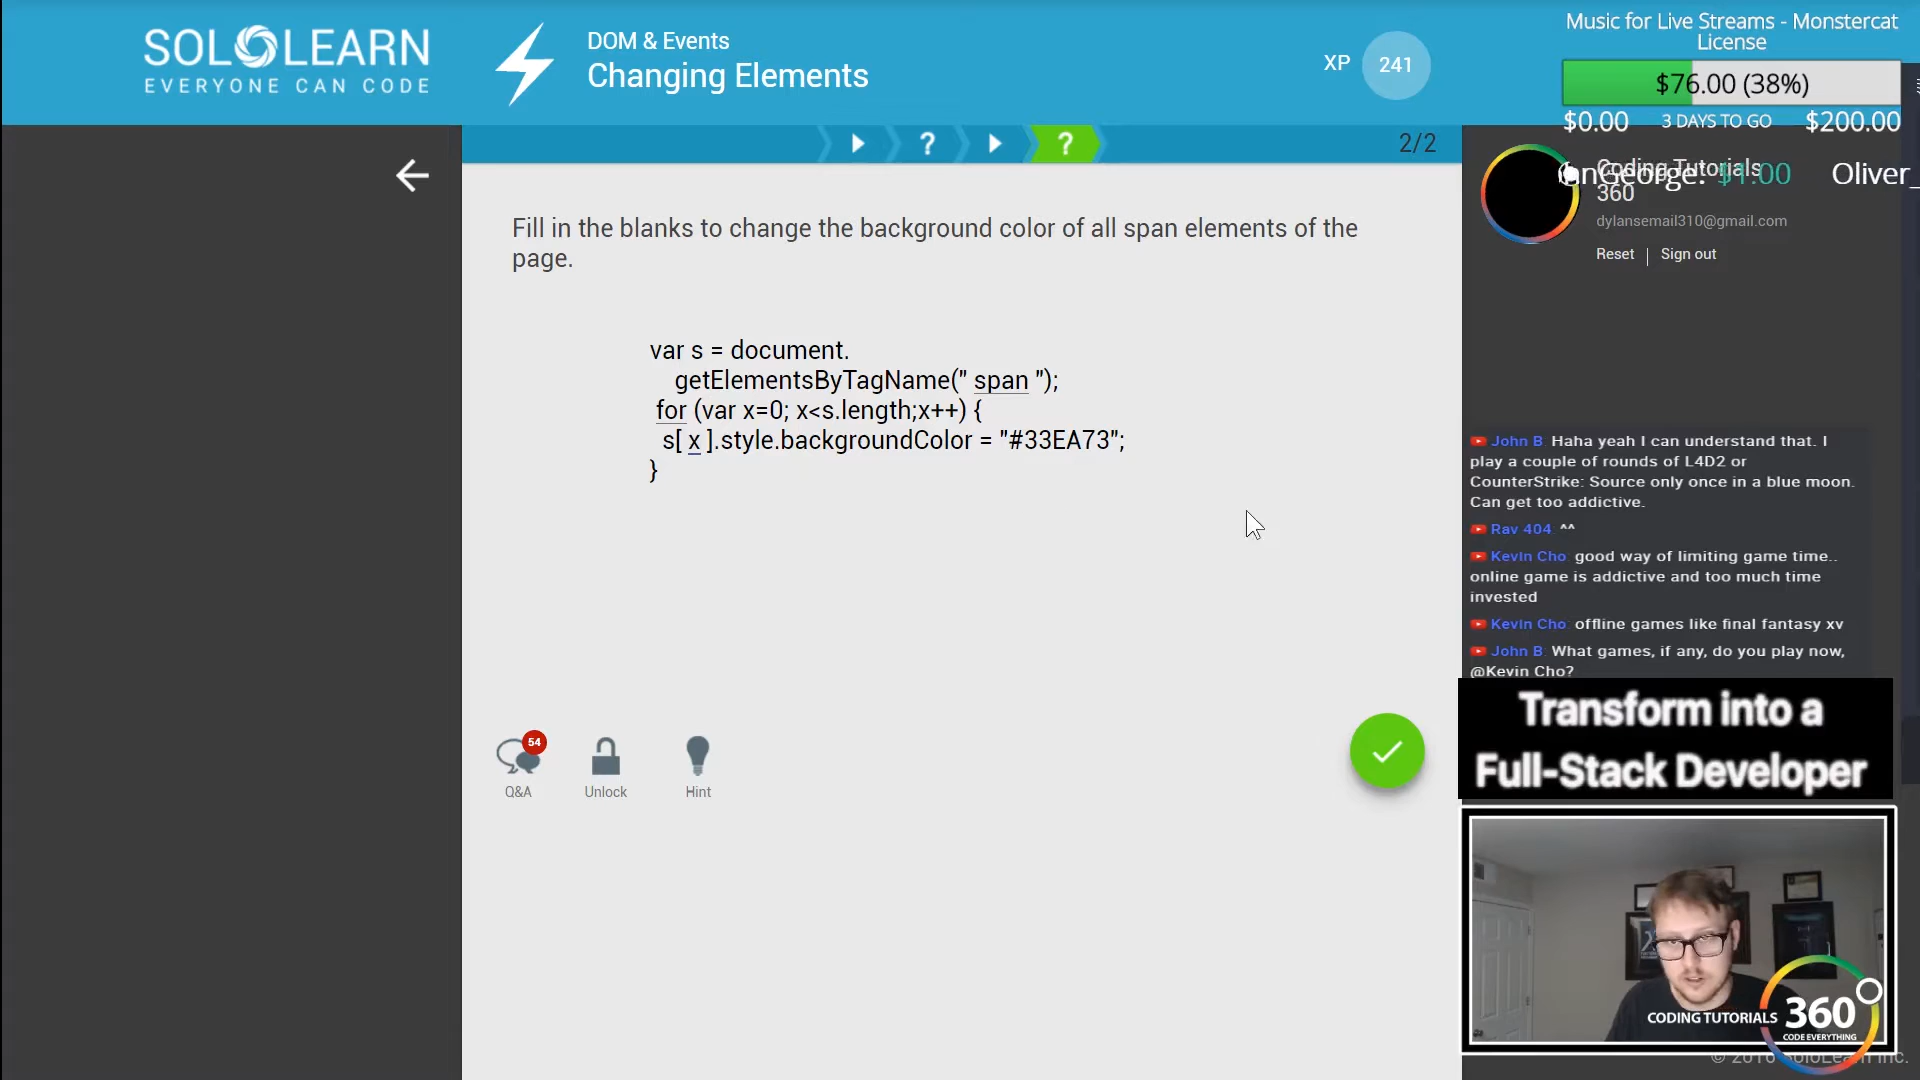 SOLOLEARN
EVERYONE CAN CODE
DOM & Events
Changing Elements
XP 241
Music for Live Streams - Monstercat
License
$76.00 (38%)
$0.00 3 DAYS TO GO $200.00
? ? 2/2
Coding Tutorials
360
nGeorge: $1.00 Oliver_
dylansemail310@gmail.com
Reset | Sign out
Fill in the blanks to change the background color of all span elements of the
page.
var s = document.
getElementsByTagName(" span ");
for (var x=0; x<s.length;x++) {
s[ x ].style.backgroundColor = "#33EA73";
}
John B: Haha yeah I can understand that. I
play a couple of rounds of L4D2 or
CounterStrike: Source only once in a blue moon.
Can get too addictive.
Rav 404: ^^
Kevin Cho: good way of limiting game time..
online game is addictive and too much time
invested
Kevin Cho: offline games like final fantasy xv
John B: What games, if any, do you play now,
@Kevin Cho?
54
Q&A Unlock Hint
Transform into a
Full-Stack Developer
CODING TUTORIALS 360
CODE EVERYTHING